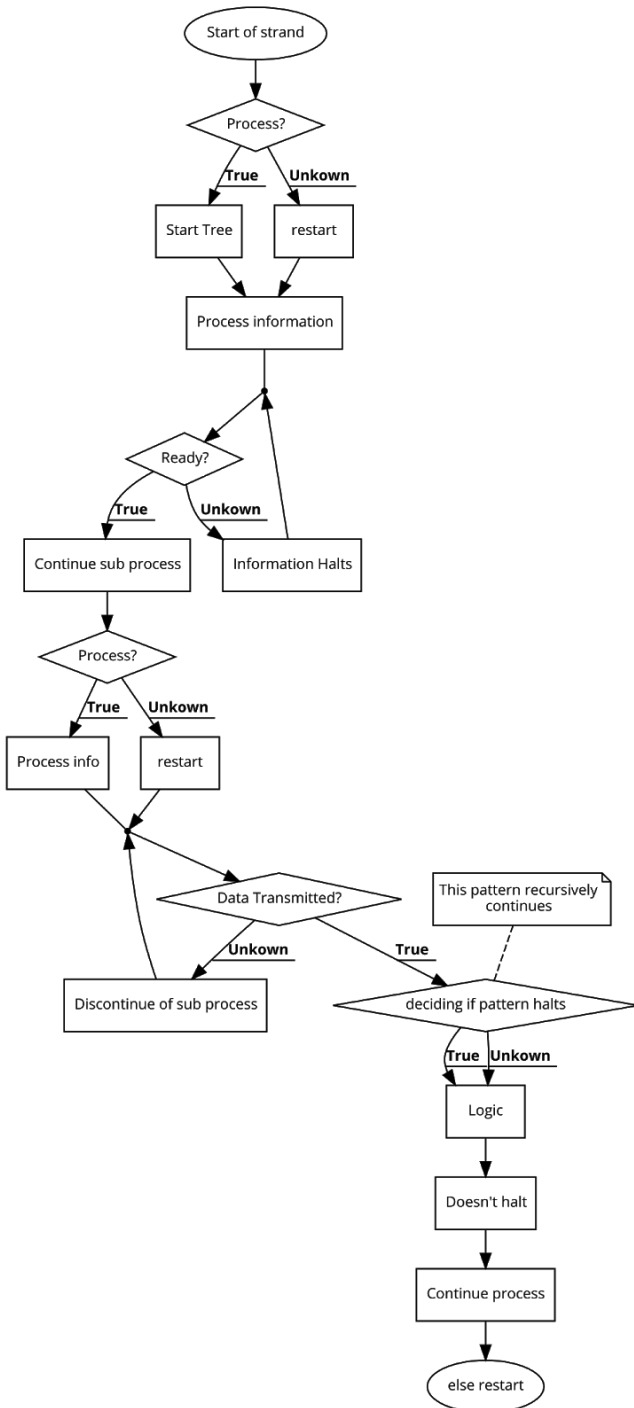 Start of strand
Process?
True
Unkown
Start Tree
restart
Process information
Ready?
True
Unkown
Continue sub process
Information Halts
Process?
True
Unkown
Process info
restart
Data Transmitted?
This pattern recursively
continues
Unkown
True
Discontinue of sub process
deciding if pattern halts
True
Unkown
Logic
Doesn't halt
Continue process
else restart